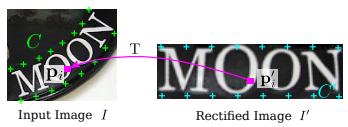 C
MOON
p_i
T
MOON
p'_i
C'
Input Image I
Rectified Image I'